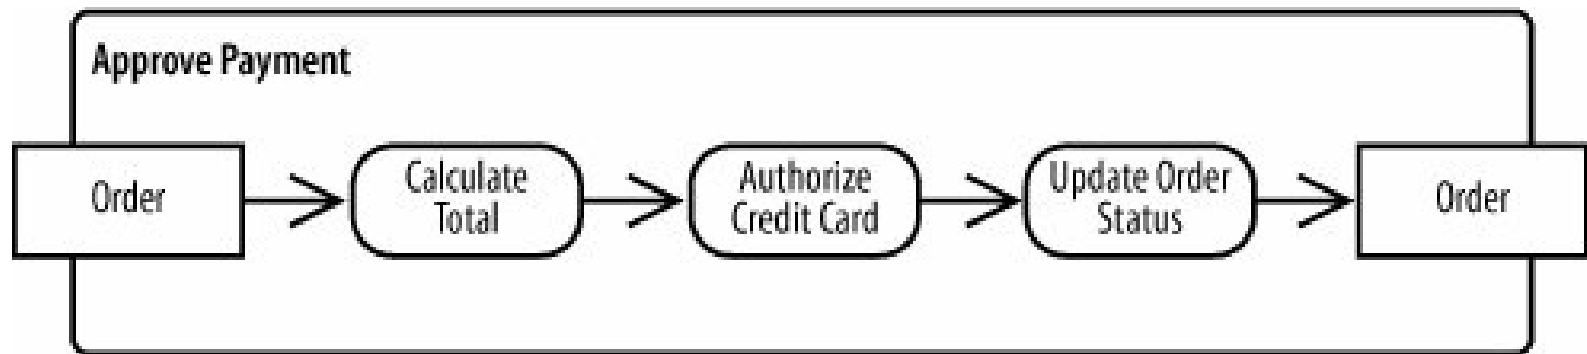 Approve Payment
Order
Calculate
Total
Authorize
Credit Card
Update Order
Status
Order